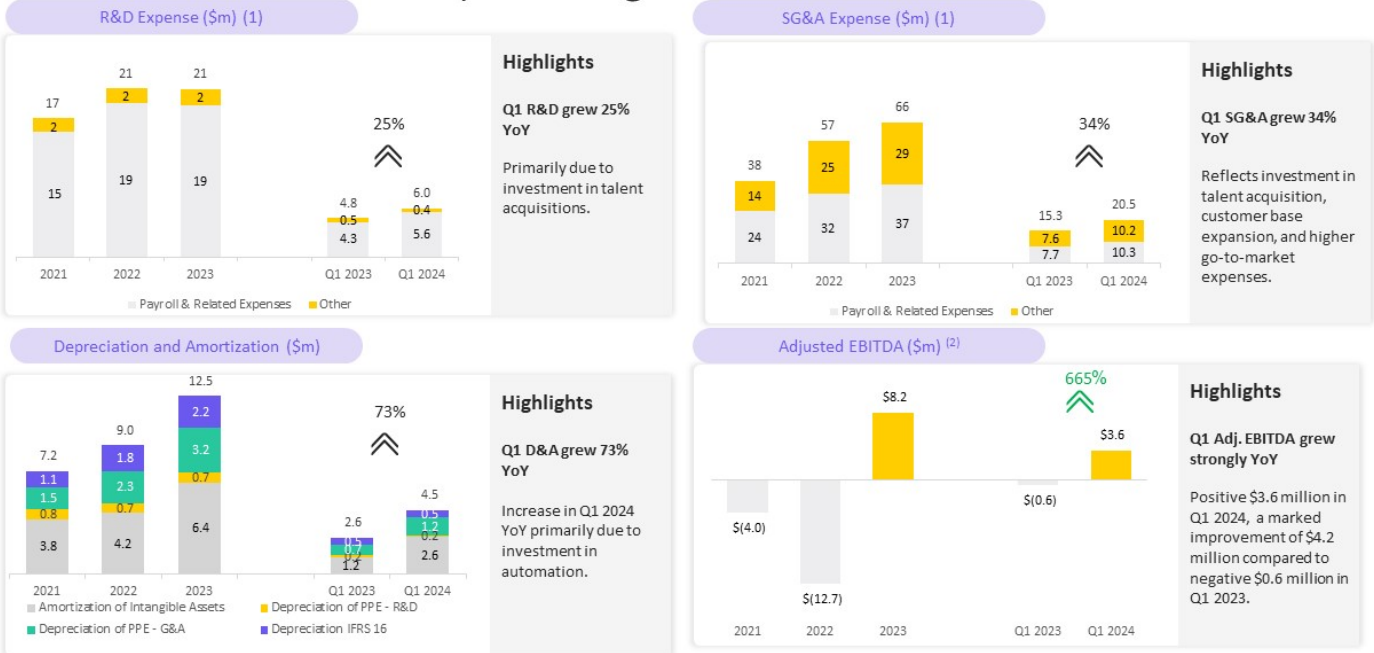 R&D Expense ($m) (1)
17
2
15
21
2
19
21
2
19
25%
4.8
0.5
4.3
6.0
0.4
5.6
2021
2022
2023
Q1 2023
Q1 2024
Payroll & Related Expenses
Other
Highlights
Q1 R&D grew 25%
YoY
Primarily due to
investment in talent
acquisitions.
SG&A Expense ($m) (1)
38
14
24
57
25
32
66
29
37
34%
15.3
7.6
7.7
20.5
10.2
10.3
2021
2022
2023
Q1 2023
Q1 2024
Payroll & Related Expenses
Other
Highlights
Q1 SG&A grew 34%
YoY
Reflects investment in
talent acquisition,
customer base
expansion, and higher
go-to-market
expenses.
Depreciation and Amortization ($m)
7.2
1.1
1.5
0.8
3.8
9.0
1.8
2.3
0.7
4.2
12.5
2.2
3.2
0.7
6.4
73%
2.6
0.5
0.7
0.2
1.2
4.5
0.5
1.2
0.2
2.6
2021
2022
2023
Q1 2023
Q1 2024
Amortization of Intangible Assets
Depreciation of PPE - R&D
Depreciation of PPE - G&A
Depreciation IFRS 16
Highlights
Q1 D&A grew 73%
YoY
Increase in Q1 2024
YoY primarily due to
investment in
automation.
Adjusted EBITDA ($m) (2)
$(4.0)
$(12.7)
$8.2
665%
$(0.6)
$3.6
2021
2022
2023
Q1 2023
Q1 2024
Highlights
Q1 Adj. EBITDA grew
strongly YoY
Positive $3.6 million in
Q1 2024, a marked
improvement of $4.2
million compared to
negative $0.6 million in
Q1 2023.